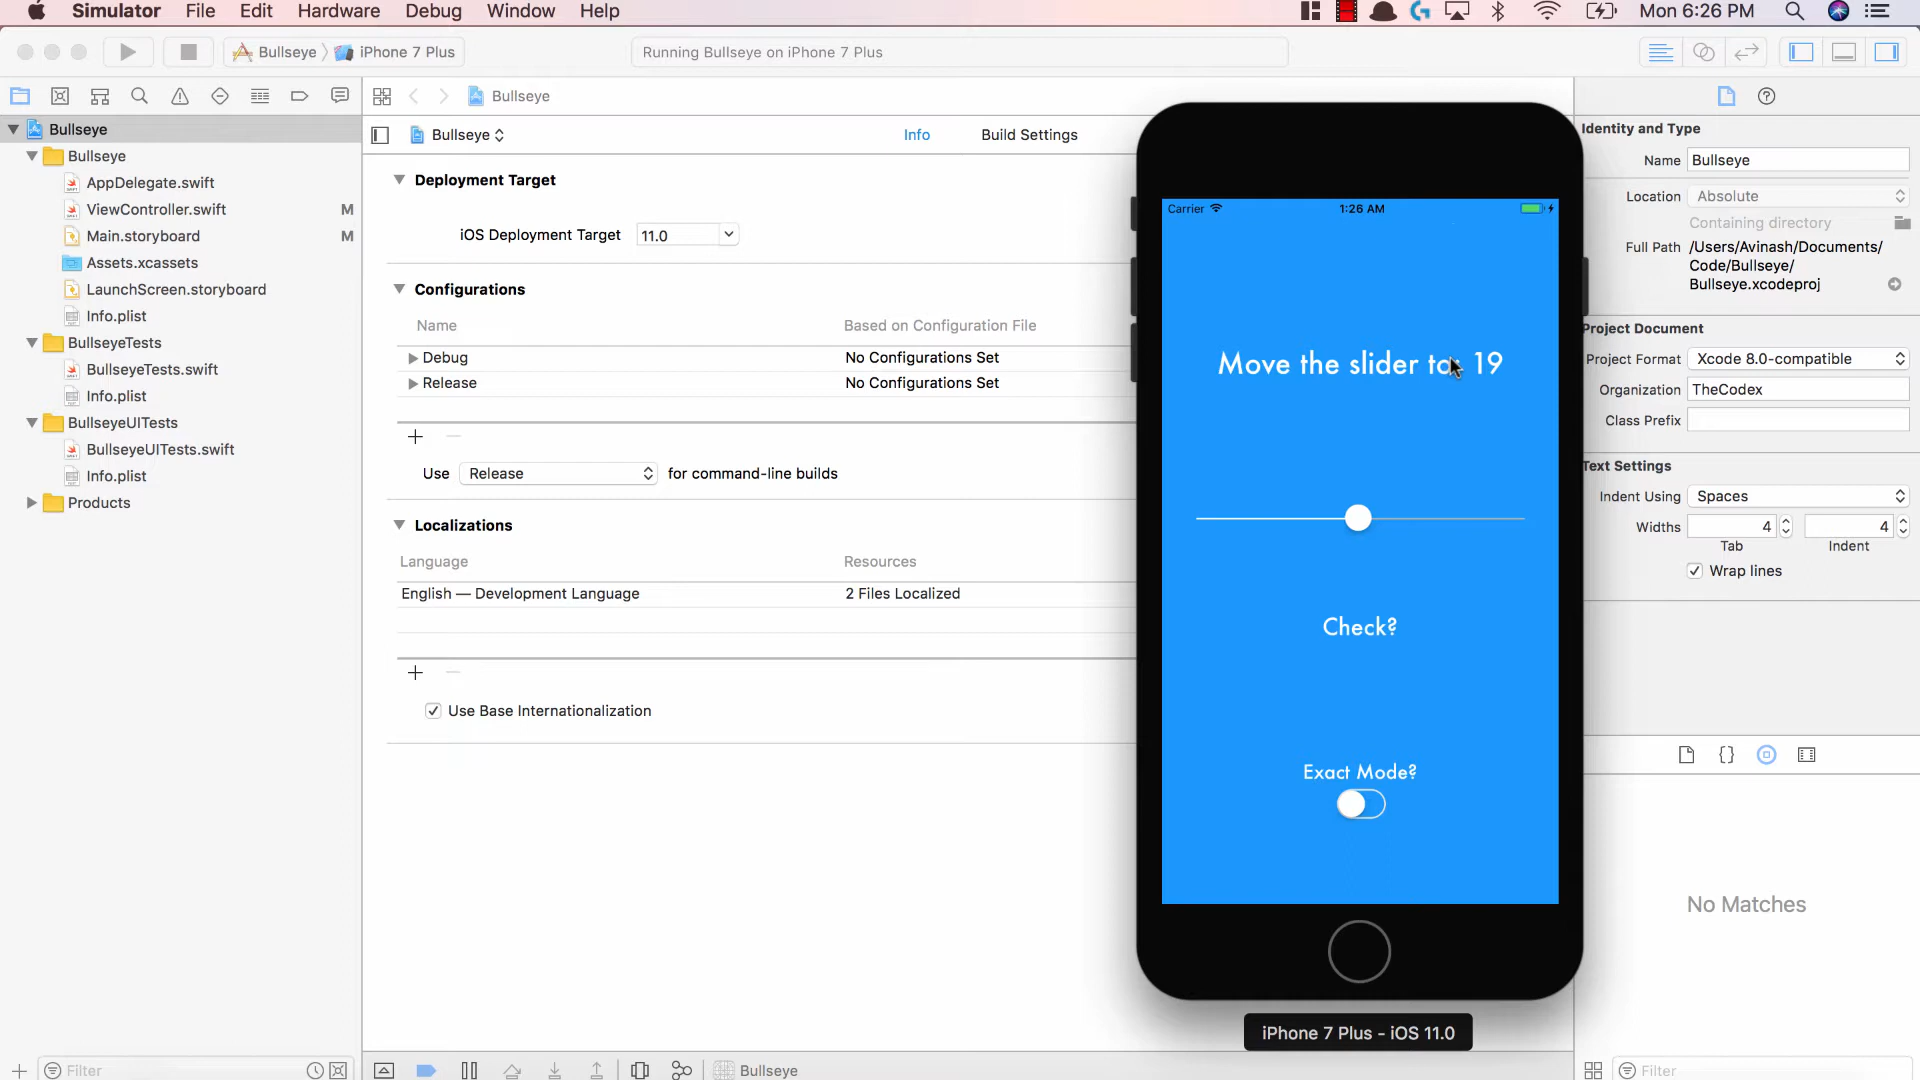 Simulator File Edit Hardware Debug Window Help Mon 6:26 PM
Bullseye iPhone 7 Plus Running Bullseye on iPhone 7 Plus
Bullseye
Bullseye
AppDelegate.swift
ViewController.swift M
Main.storyboard M
Assets.xcassets
LaunchScreen.storyboard
Info.plist
BullseyeTests
BullseyeTests.swift
Info.plist
BullseyeUITests
BullseyeUITests.swift
Info.plist
Products
Filter
Bullseye
Bullseye Info Build Settings
Deployment Target
iOS Deployment Target 11.0
Configurations
Name Based on Configuration File
Debug No Configurations Set
Release No Configurations Set
Use Release for command-line builds
Localizations
Language Resources
English — Development Language 2 Files Localized
Use Base Internationalization
Bullseye
Carrier 1:26 AM
Move the slider to: 19
Check?
Exact Mode?
iPhone 7 Plus - iOS 11.0
Identity and Type
Name Bullseye
Location Absolute
Containing directory
Full Path /Users/Avinash/Documents/
Code/Bullseye/
Bullseye.xcodeproj
Project Document
Project Format Xcode 8.0-compatible
Organization TheCodex
Class Prefix
Text Settings
Indent Using Spaces
Widths 4 4
Tab Indent
Wrap lines
No Matches
Filter